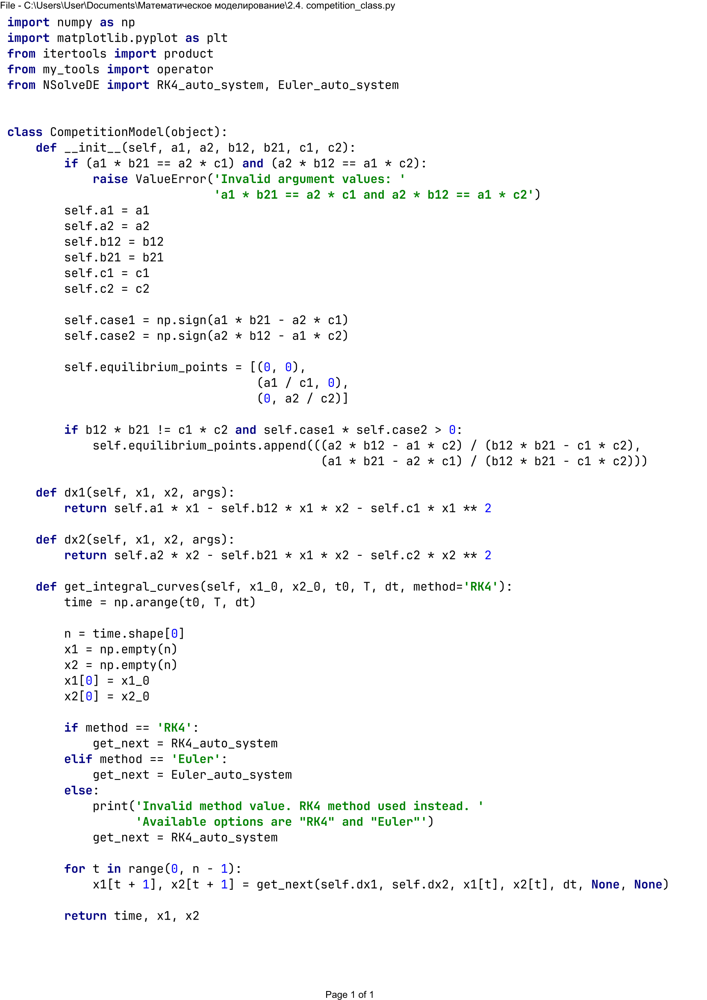 File - C:\Users\User\Documents\Математическое моделирование\2.4. competition_class.py
import numpy as np
import matplotlib.pyplot as plt
from itertools import product
from my_tools import operator
from NSolveDE import RK4_auto_system, Euler_auto_system
class CompetitionModel(object):
    def __init__(self, a1, a2, b12, b21, c1, c2):
        if (a1 * b21 == a2 * c1) and (a2 * b12 == a1 * c2):
            raise ValueError('Invalid argument values: '
                             'a1 * b21 == a2 * c1 and a2 * b12 == a1 * c2')
        self.a1 = a1
        self.a2 = a2
        self.b12 = b12
        self.b21 = b21
        self.c1 = c1
        self.c2 = c2
        self.case1 = np.sign(a1 * b21 - a2 * c1)
        self.case2 = np.sign(a2 * b12 - a1 * c2)
        self.equilibrium_points = [(0, 0),
                                   (a1 / c1, 0),
                                   (0, a2 / c2)]
        if b12 * b21 != c1 * c2 and self.case1 * self.case2 > 0:
            self.equilibrium_points.append(((a2 * b12 - a1 * c2) / (b12 * b21 - c1 * c2),
                                            (a1 * b21 - a2 * c1) / (b12 * b21 - c1 * c2)))
    def dx1(self, x1, x2, args):
        return self.a1 * x1 - self.b12 * x1 * x2 - self.c1 * x1 ** 2
    def dx2(self, x1, x2, args):
        return self.a2 * x2 - self.b21 * x1 * x2 - self.c2 * x2 ** 2
    def get_integral_curves(self, x1_0, x2_0, t0, T, dt, method='RK4'):
        time = np.arange(t0, T, dt)
        n = time.shape[0]
        x1 = np.empty(n)
        x2 = np.empty(n)
        x1[0] = x1_0
        x2[0] = x2_0
        if method == 'RK4':
            get_next = RK4_auto_system
        elif method == 'Euler':
            get_next = Euler_auto_system
        else:
            print('Invalid method value. RK4 method used instead. '
                  'Available options are "RK4" and "Euler"')
            get_next = RK4_auto_system
        for t in range(0, n - 1):
            x1[t + 1], x2[t + 1] = get_next(self.dx1, self.dx2, x1[t], x2[t], dt, None, None)
        return time, x1, x2
Page 1 of 1